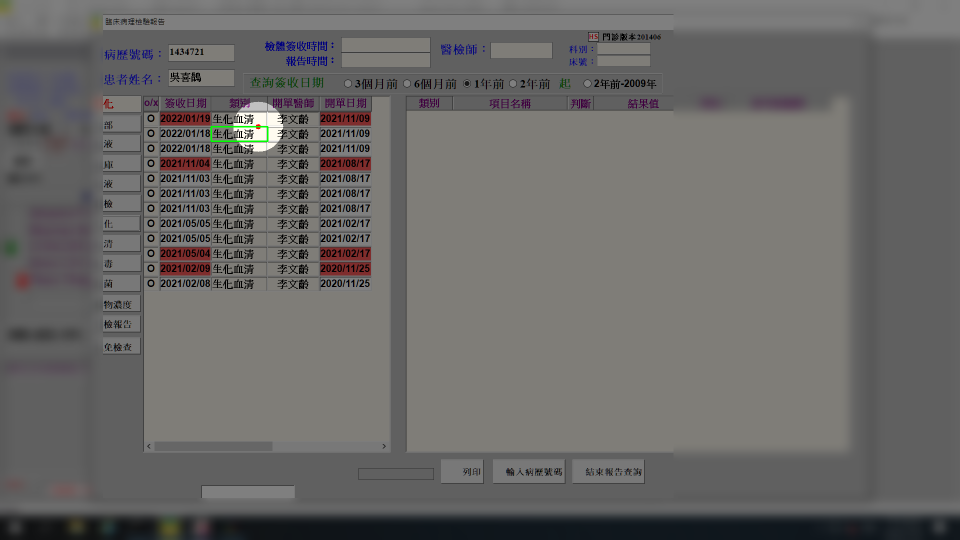 臨床病理檢驗報告
HS 門診版本201406
病歷號碼： 1434721
檢體簽收時間：
報告時間：
醫檢師：
科別：
床號：
患者姓名： 吳喜鵲
查詢簽收日期 3個月前 6個月前 1年前 2年前 起 2年前-2009年
化 o/x 簽收日期 類別 開單醫師 開單日期 類別 項目名稱 判斷 結果值
O 2022/01/19 生化血清 李文齡 2021/11/09
部 O 2022/01/18 生化血清 李文齡 2021/11/09
液 O 2022/01/18 生化血清 李文齡 2021/11/09
庫 O 2021/11/04 生化血清 李文齡 2021/08/17
液 O 2021/11/03 生化血清 李文齡 2021/08/17
O 2021/11/03 生化血清 李文齡 2021/08/17
檢 O 2021/11/03 生化血清 李文齡 2021/08/17
化 O 2021/05/05 生化血清 李文齡 2021/02/17
清 O 2021/05/05 生化血清 李文齡 2021/02/17
毒 O 2021/05/04 生化血清 李文齡 2021/02/17
O 2021/02/09 生化血清 李文齡 2020/11/25
菌 O 2021/02/08 生化血清 李文齡 2020/11/25
物濃度
檢報告
免檢查
列印 輸入病歷號碼 結束報告查詢